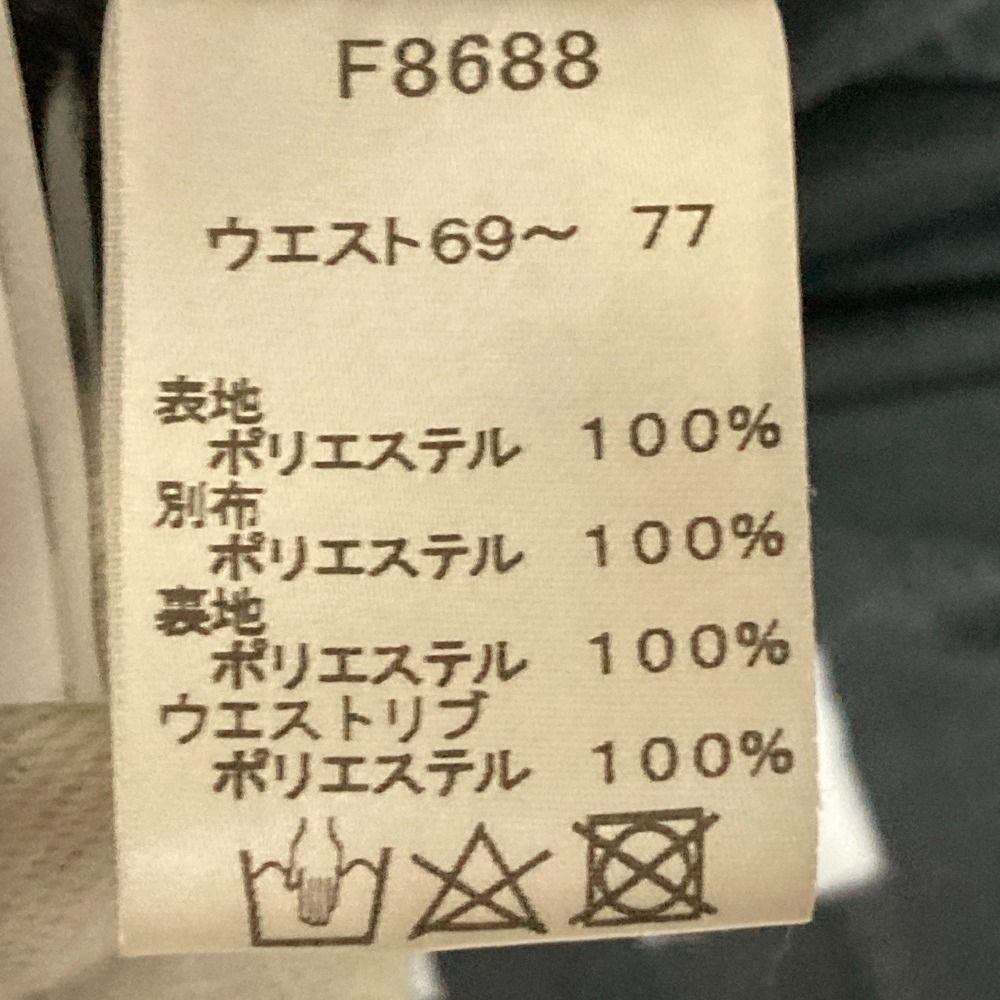 F8688
ウエスト69～ 77
表地
ポリエステル 100%
別布
ポリエステル 100%
裏地
ポリエステル 100%
ウエストリブ
ポリエステル 100%